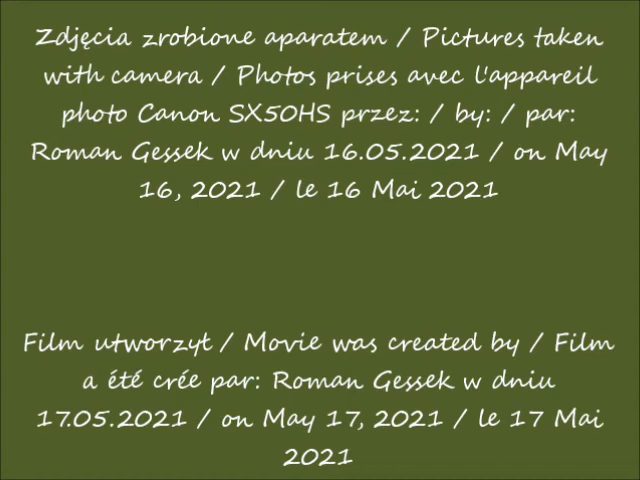 Zdjęcia zrobione aparatem / Pictures taken
with camera / Photos prises avec l'appareil
photo Canon SX50HS przez: / by: / par:
Roman Gessek w dniu 16.05.2021 / on May
16, 2021 / le 16 Mai 2021
Film utworzył / Movie was created by / Film
a été crée par: Roman Gessek w dniu
17.05.2021 / on May 17, 2021 / le 17 Mai
2021